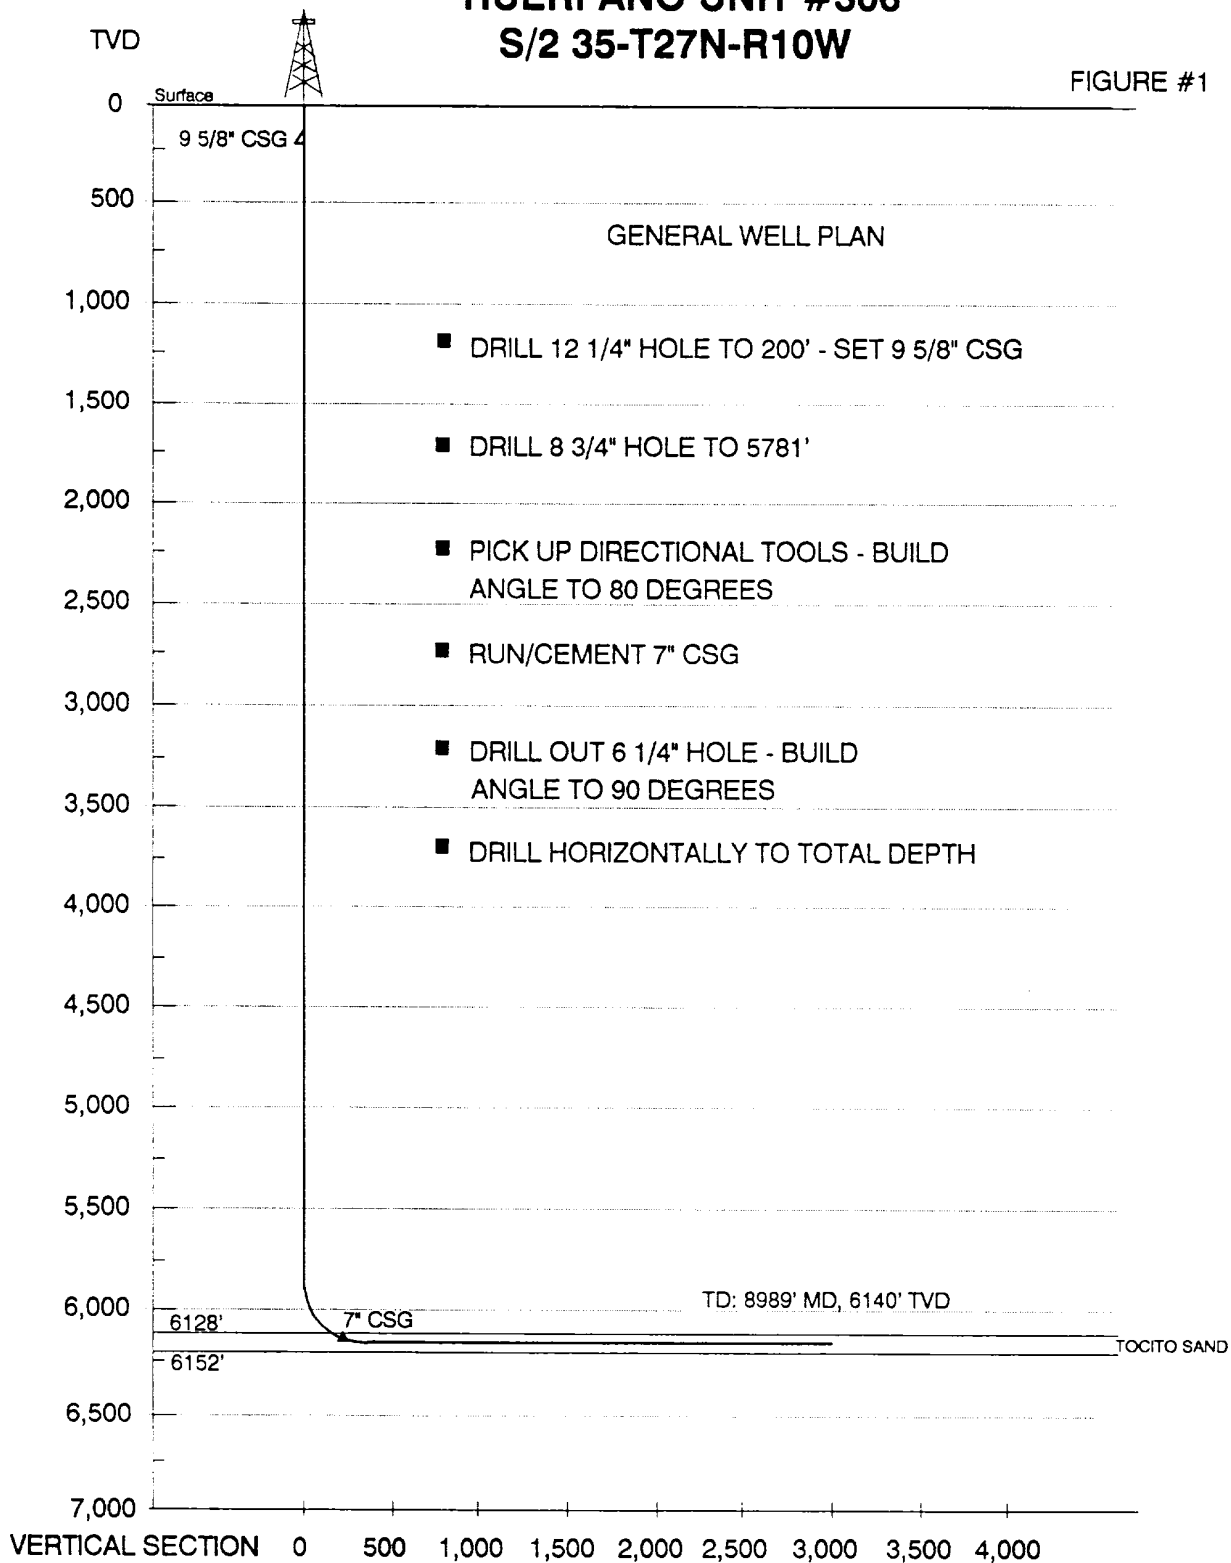 HUERFANO UNIT #306
S/2 35-T27N-R10W
TVD
FIGURE #1
0
Surface
9 5/8" CSG
500
GENERAL WELL PLAN
1,000
■ DRILL 12 1/4" HOLE TO 200' - SET 9 5/8" CSG
1,500
■ DRILL 8 3/4" HOLE TO 5781'
2,000
■ PICK UP DIRECTIONAL TOOLS - BUILD
ANGLE TO 80 DEGREES
2,500
■ RUN/CEMENT 7" CSG
3,000
■ DRILL OUT 6 1/4" HOLE - BUILD
ANGLE TO 90 DEGREES
3,500
■ DRILL HORIZONTALLY TO TOTAL DEPTH
4,000
4,500
5,000
5,500
6,000
TD: 8989' MD, 6140' TVD
6128'
7" CSG
TOCITO SAND
6152'
6,500
7,000
VERTICAL SECTION 0 500 1,000 1,500 2,000 2,500 3,000 3,500 4,000